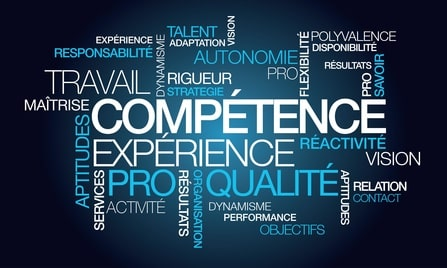 TALENT
VISION
EXPÉRIENCE
ADAPTATION
POLYVALENCE
RESPONSABILITÉ
DYNAMISME
AUTONOMIE
FLEXIBILITÉ
DISPONIBILITÉ
TRAVAIL
RIGUEUR
PRO
RÉSULTATS
PRO
SAVOIR
STRATEGIE
MAÎTRISE
COMPÉTENCE
APTITUDES
EXPÉRIENCE
RÉACTIVITÉ
VISION
SERVICES
PRO
RÉSULTATS
ORGANISATION
QUALITÉ
APTITUDES
RELATION
CONTACT
ACTIVITÉ
DYNAMISME
PERFORMANCE
OBJECTIFS